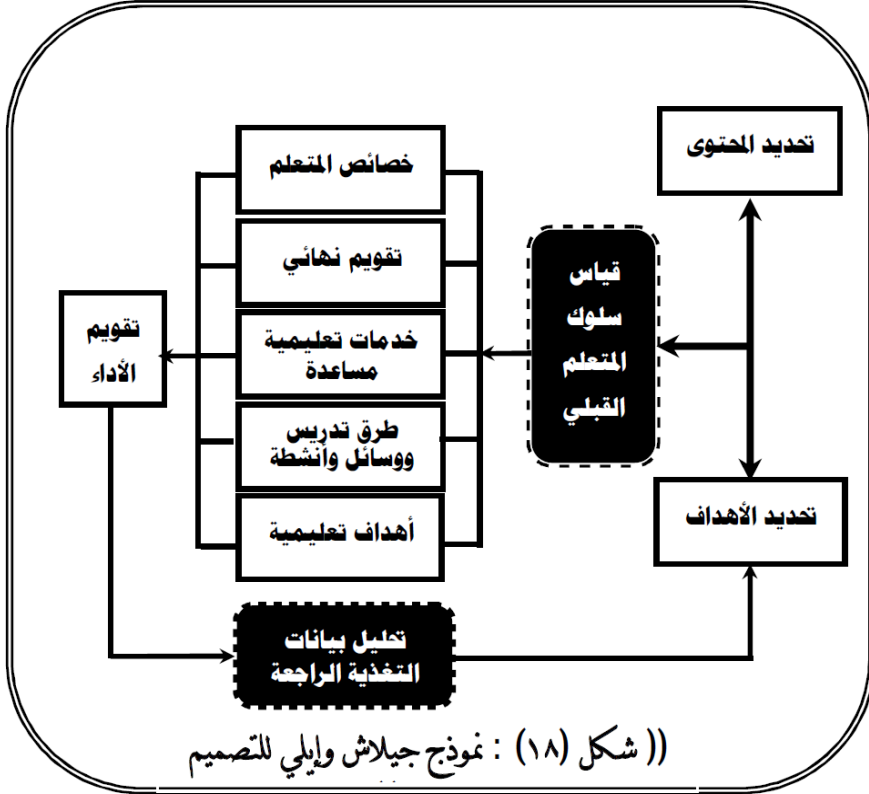 تحديد المحتوى
تحديد الأهداف
قياس
سلوك
المتعلم
القبلي
خصائص المتعلم
تقويم نهائي
خدمات تعليمية
مساعدة
طرق تدريس
ووسائل وأنشطة
أهداف تعليمية
تقويم
الأداء
تحليل بيانات
التغذية الراجعة
(( شكل (١٨) : نموذج جيلاش وإيلي للتصميم